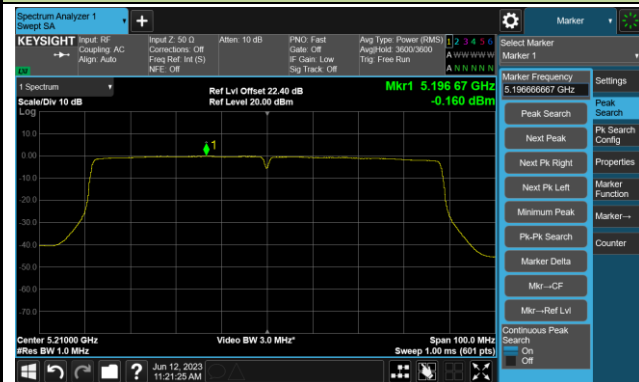 Spectrum Analyzer 1
Swept SA
Marker
KEYSIGHT
Input: RF
Coupling: AC
Align: Auto
Input Z: 50 Ω
Corrections: Off
Freq Ref: Int (S)
NFE: Off
Atten: 10 dB
PNO: Fast
Gate: Off
IF Gain: Low
Sig Track: Off
Avg Type: Power (RMS)
Avg|Hold: 3600/3600
Trig: Free Run
1 2 3 4 5 6
A W W W W W
A N N N N N
LW
Select Marker
Marker 1
1 Spectrum
Scale/Div 10 dB
Log
Ref Lvl Offset 22.40 dB
Ref Level 20.00 dBm
Mkr1 5.196 67 GHz
-0.160 dBm
10.0
0.00
-10.0
-20.0
-30.0
-40.0
-50.0
-60.0
-70.0
1
Center 5.21000 GHz
#Res BW 1.0 MHz
Video BW 3.0 MHz*
Span 100.0 MHz
Sweep 1.00 ms (601 pts)
Marker Frequency
5.196666667 GHz
Peak Search
Next Peak
Next Pk Right
Next Pk Left
Minimum Peak
Pk-Pk Search
Marker Delta
Mkr→CF
Mkr→Ref Lvl
Continuous Peak
Search
On
Off
Settings
Peak
Search
Pk Search
Config
Properties
Marker
Function
Marker→
Counter
Jun 12, 2023
11:21:25 AM